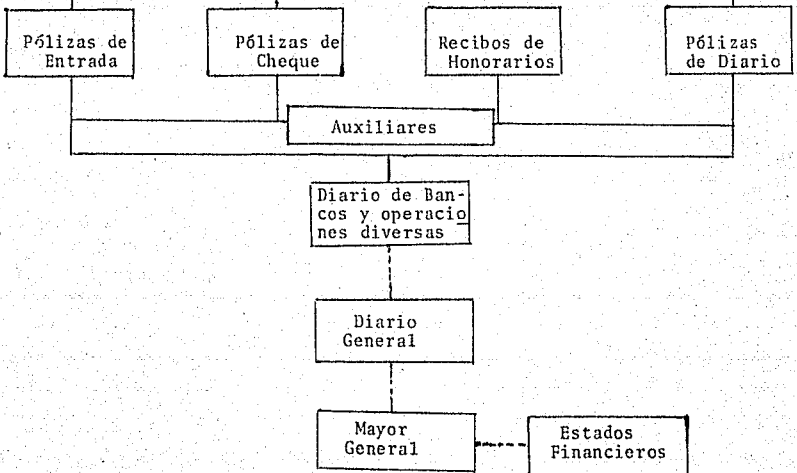 Pólizas de
Entrada
Pólizas de
Cheque
Recibos de
Honorarios
Pólizas
de Diario
Auxiliares
Diario de Ban-
cos y operacio
nes diversas
Diario
General
Mayor
General
Estados
Financieros